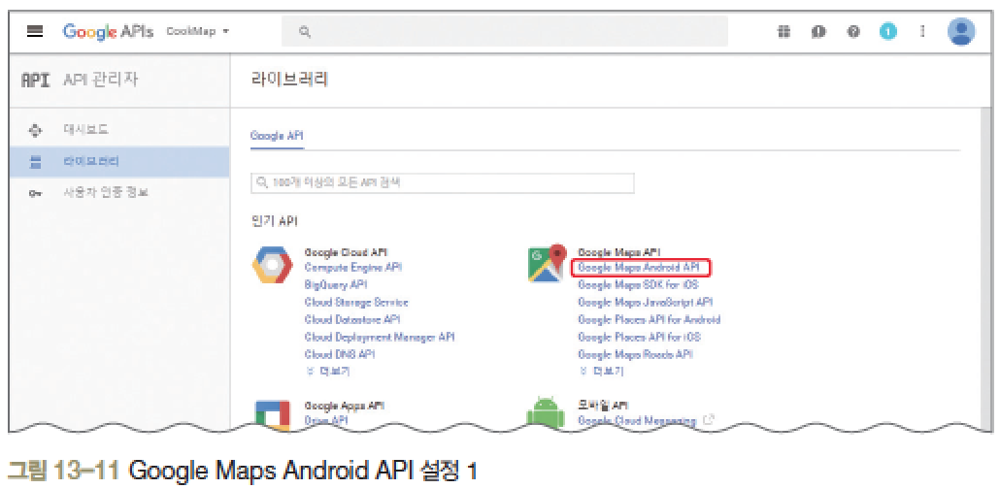 Google APIs CookMap
API API 관리자
라이브러리
대시보드
라이브러리
사용자 인증 정보
Google API
100개 이상의 모든 API 검색
인기 API
Google Cloud API
Compute Engine API
BigQuery API
Cloud Storage Service
Cloud Datastore API
Cloud Deployment Manager API
Cloud DNS API
더보기
Google Maps API
Google Maps Android API
Google Maps SDK for iOS
Google Maps JavaScript API
Google Places API for Android
Google Places API for iOS
Google Maps Roads API
더보기
Google Apps API
Drive API
모바일 API
Google Cloud Messaging
그림 13-11 Google Maps Android API 설정 1